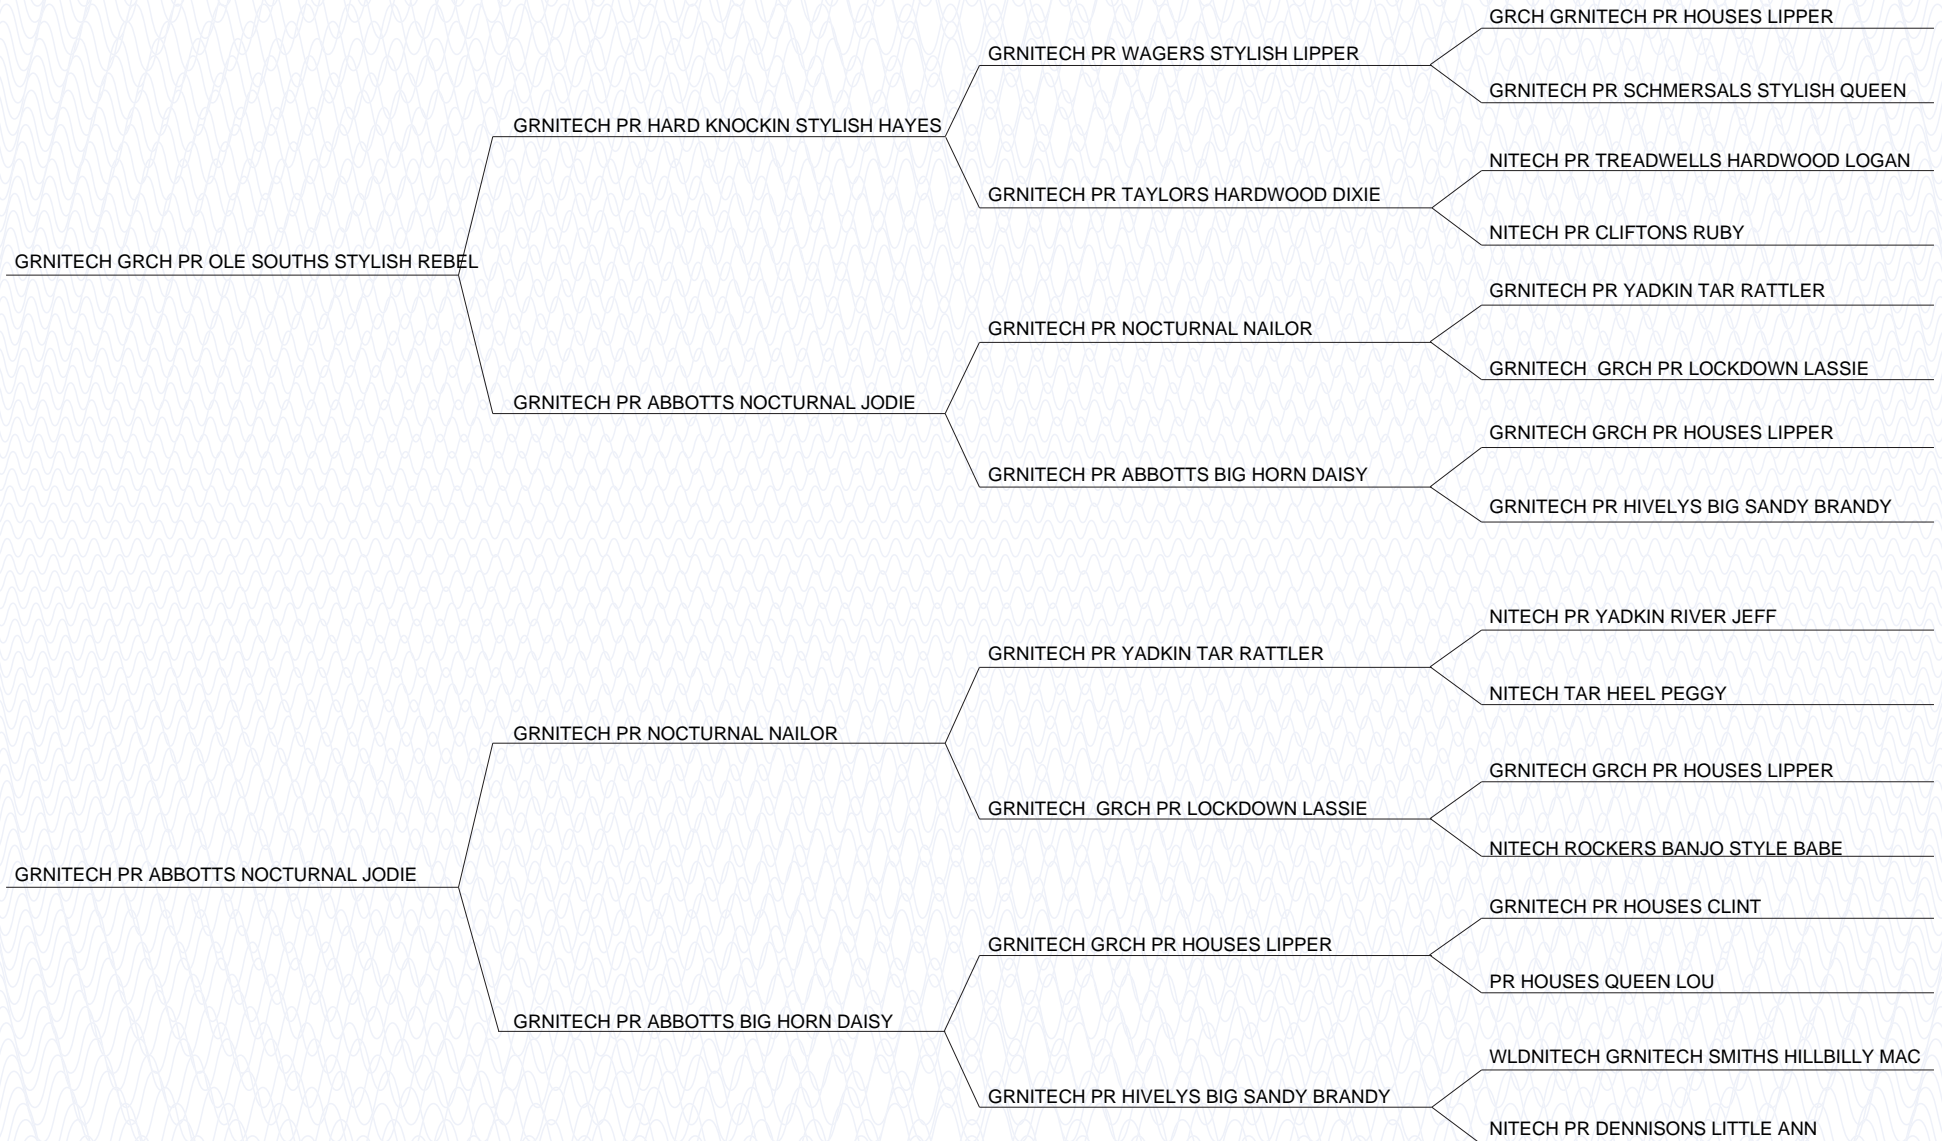 GRCH GRNITECH PR HOUSES LIPPER
GRNITECH PR WAGERS STYLISH LIPPER
GRNITECH PR SCHMERSALS STYLISH QUEEN
GRNITECH PR HARD KNOCKIN STYLISH HAYES
NITECH PR TREADWELLS HARDWOOD LOGAN
GRNITECH PR TAYLORS HARDWOOD DIXIE
NITECH PR CLIFTONS RUBY
GRNITECH GRCH PR OLE SOUTHS STYLISH REBEL
GRNITECH PR YADKIN TAR RATTLER
GRNITECH PR NOCTURNAL NAILOR
GRNITECH  GRCH PR LOCKDOWN LASSIE
GRNITECH PR ABBOTTS NOCTURNAL JODIE
GRNITECH GRCH PR HOUSES LIPPER
GRNITECH PR ABBOTTS BIG HORN DAISY
GRNITECH PR HIVELYS BIG SANDY BRANDY
NITECH PR YADKIN RIVER JEFF
GRNITECH PR YADKIN TAR RATTLER
NITECH TAR HEEL PEGGY
GRNITECH PR NOCTURNAL NAILOR
GRNITECH GRCH PR HOUSES LIPPER
GRNITECH  GRCH PR LOCKDOWN LASSIE
NITECH ROCKERS BANJO STYLE BABE
GRNITECH PR ABBOTTS NOCTURNAL JODIE
GRNITECH PR HOUSES CLINT
GRNITECH GRCH PR HOUSES LIPPER
PR HOUSES QUEEN LOU
GRNITECH PR ABBOTTS BIG HORN DAISY
WLDNITECH GRNITECH SMITHS HILLBILLY MAC
GRNITECH PR HIVELYS BIG SANDY BRANDY
NITECH PR DENNISONS LITTLE ANN